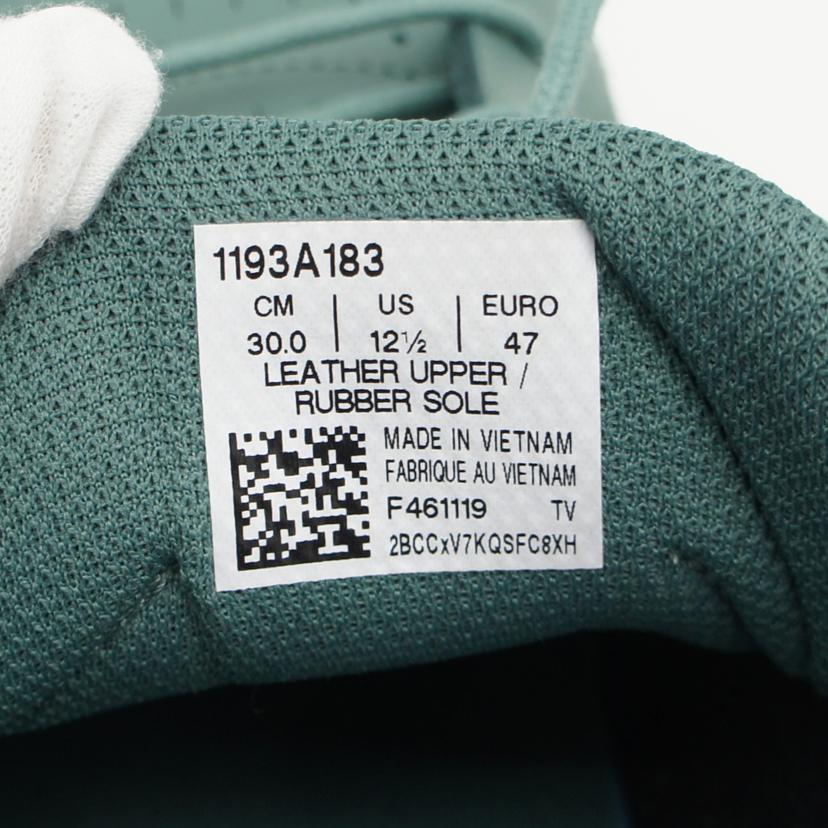 1193A183
CM | US | EURO
30.0 | 12½ | 47
LEATHER UPPER /
RUBBER SOLE
MADE IN VIETNAM
FABRIQUE AU VIETNAM
F461119 TV
2BCCxV7KQSFC8XH